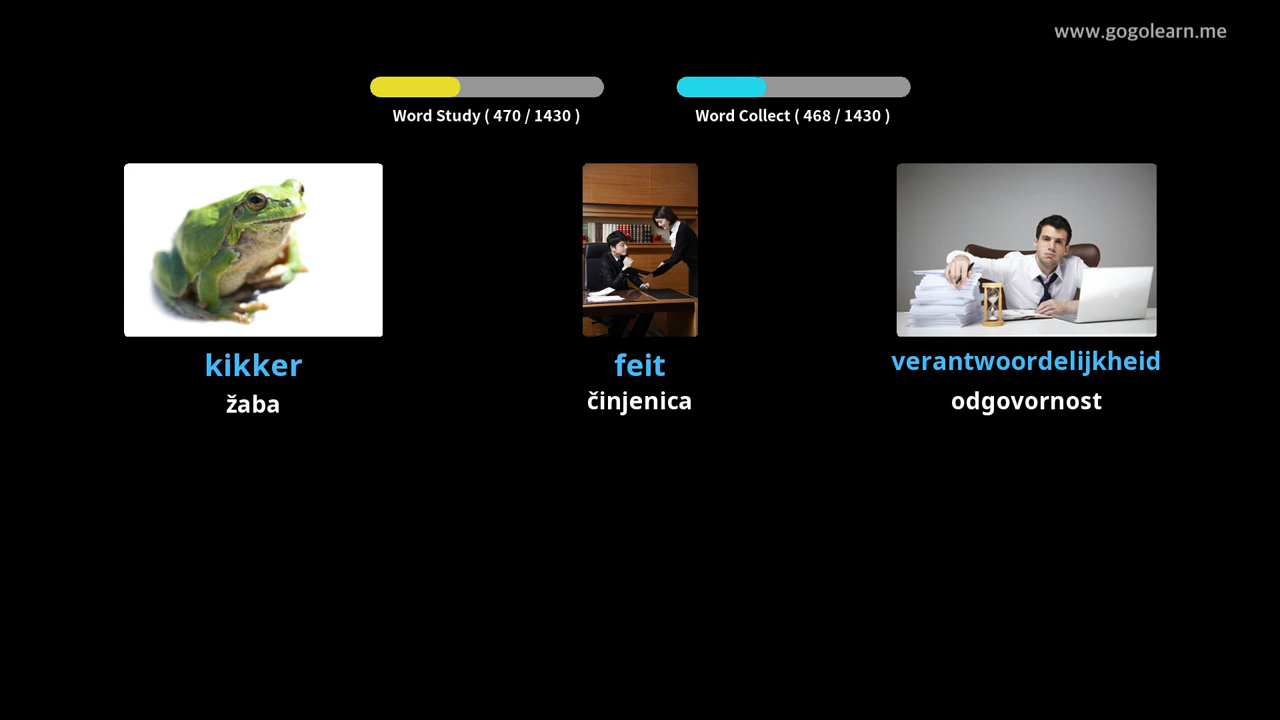 www.gogolearn.me
Word Study ( 470 / 1430 )
Word Collect ( 468 / 1430 )
kikker
feit
verantwoordelijkheid
žaba
činjenica
odgovornost